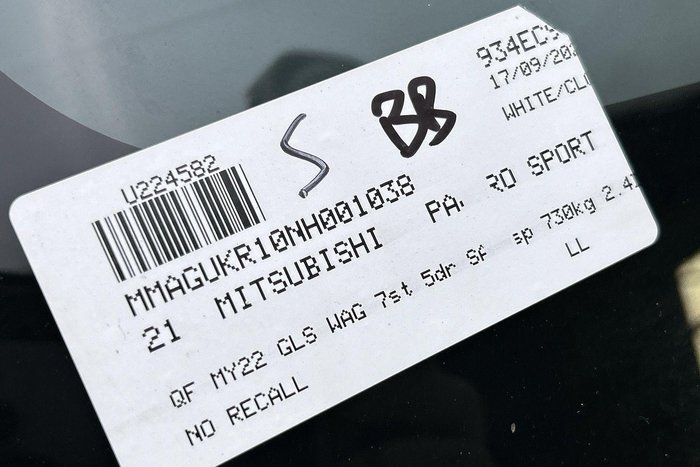 934EC
17/09/20
WHITE/CL
U224582
S
BB
MMAGUKR10NH001038
21 MITSUBISHI PA RO SPORT
QF MY22 GLS WAG 7st 5dr Sp 730kg 2.4
NO RECALL
LL